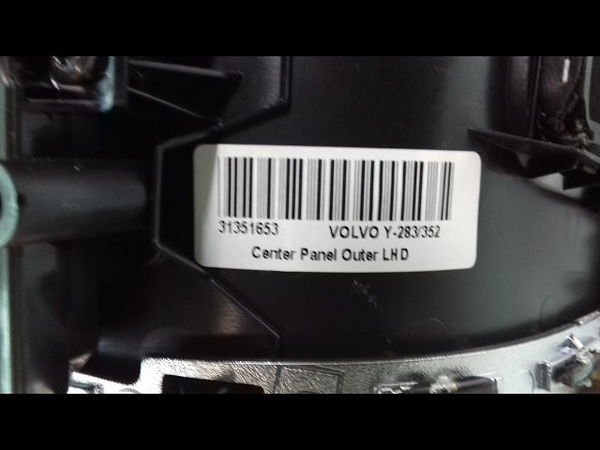 31351653 VOLVO Y-283/352
Center Panel Outer LHD